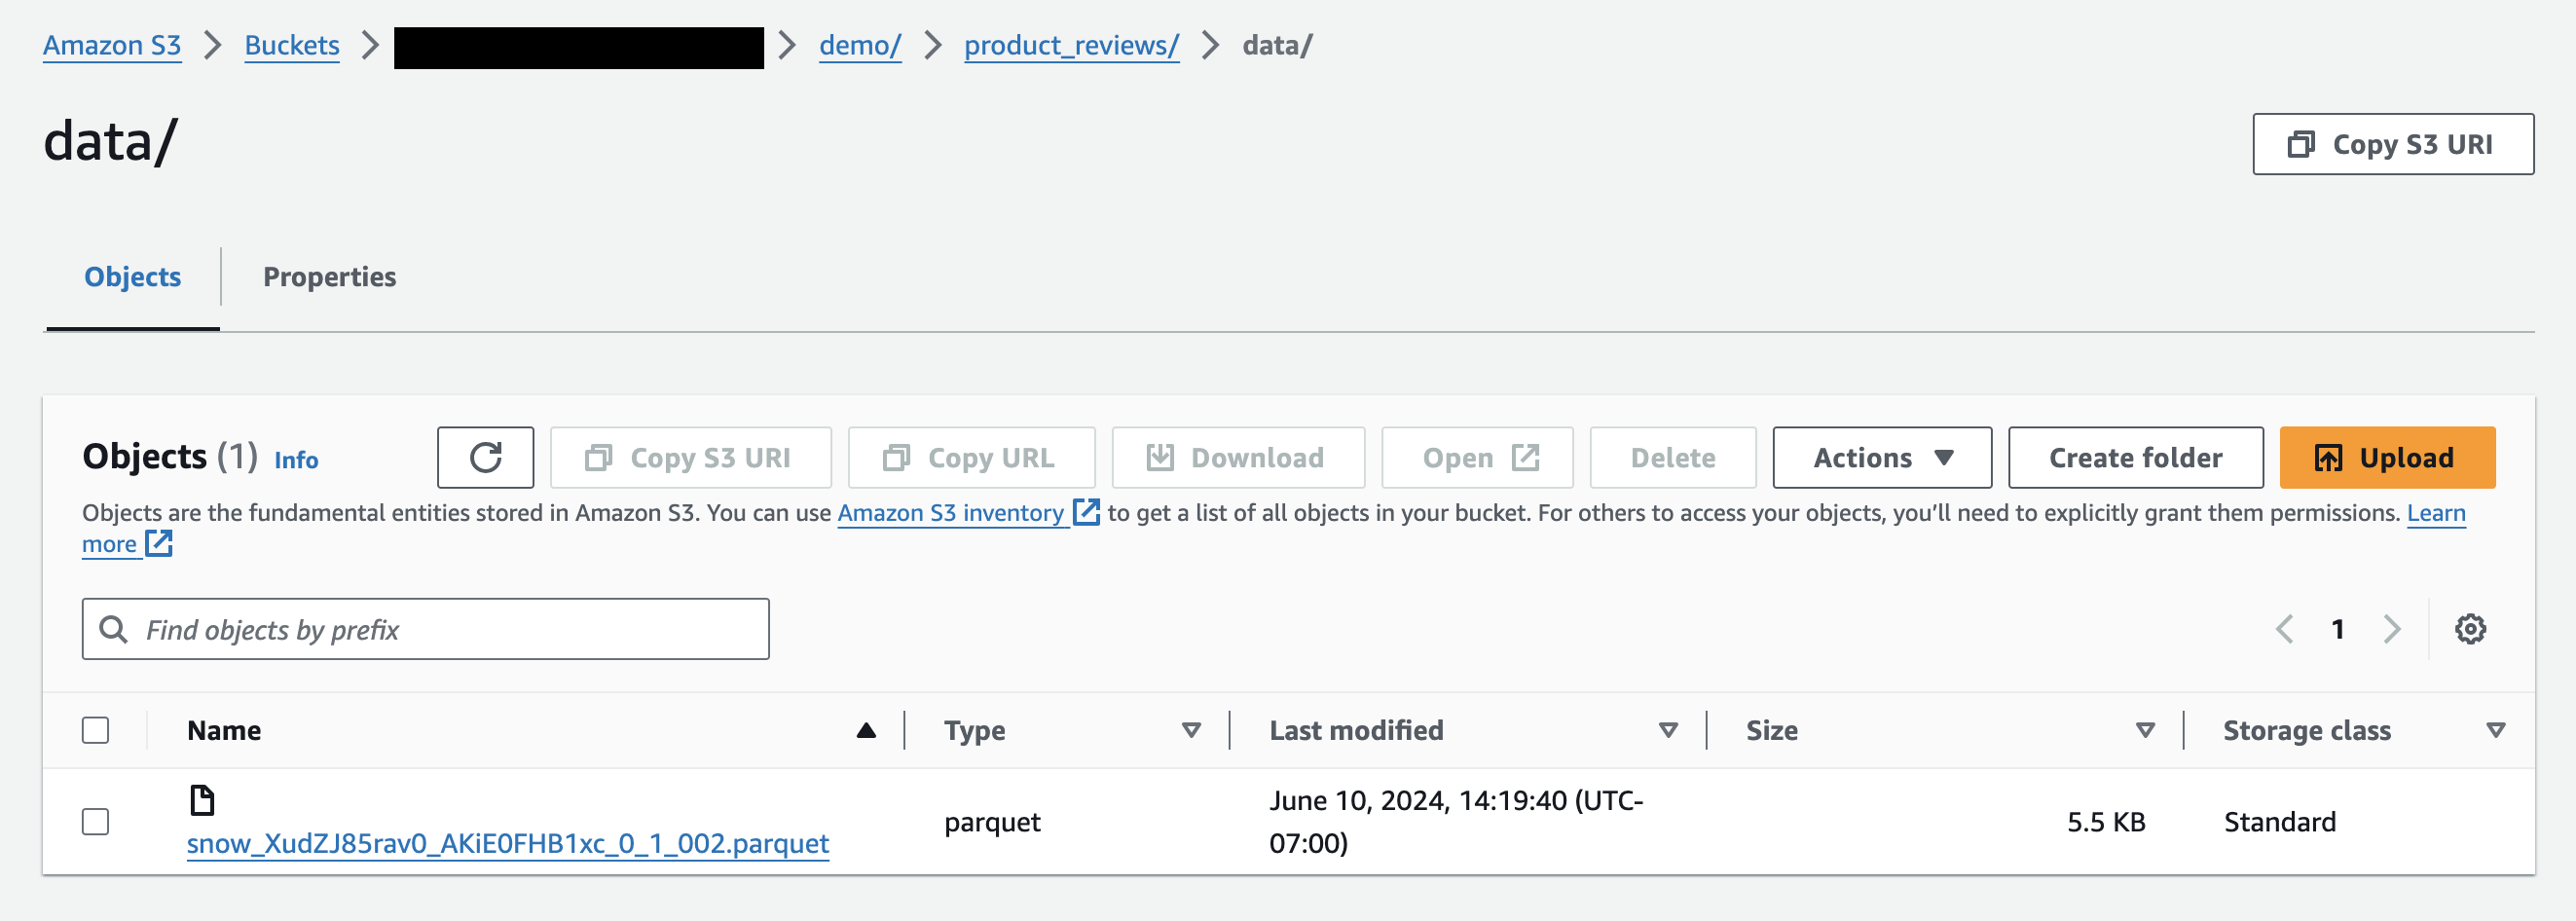 Amazon S3 Buckets demo/ product_reviews/ data/
data/
Copy S3 URI
Objects Properties
Objects (1) Info Copy S3 URI Copy URL Download Open Delete Actions Create folder Upload
Objects are the fundamental entities stored in Amazon S3. You can use Amazon S3 inventory to get a list of all objects in your bucket. For others to access your objects, you’ll need to explicitly grant them permissions. Learn
more
Find objects by prefix 1
Name Type Last modified Size Storage class
snow_XudZJ85rav0_AKiE0FHB1xc_0_1_002.parquet parquet June 10, 2024, 14:19:40 (UTC-
07:00) 5.5 KB Standard